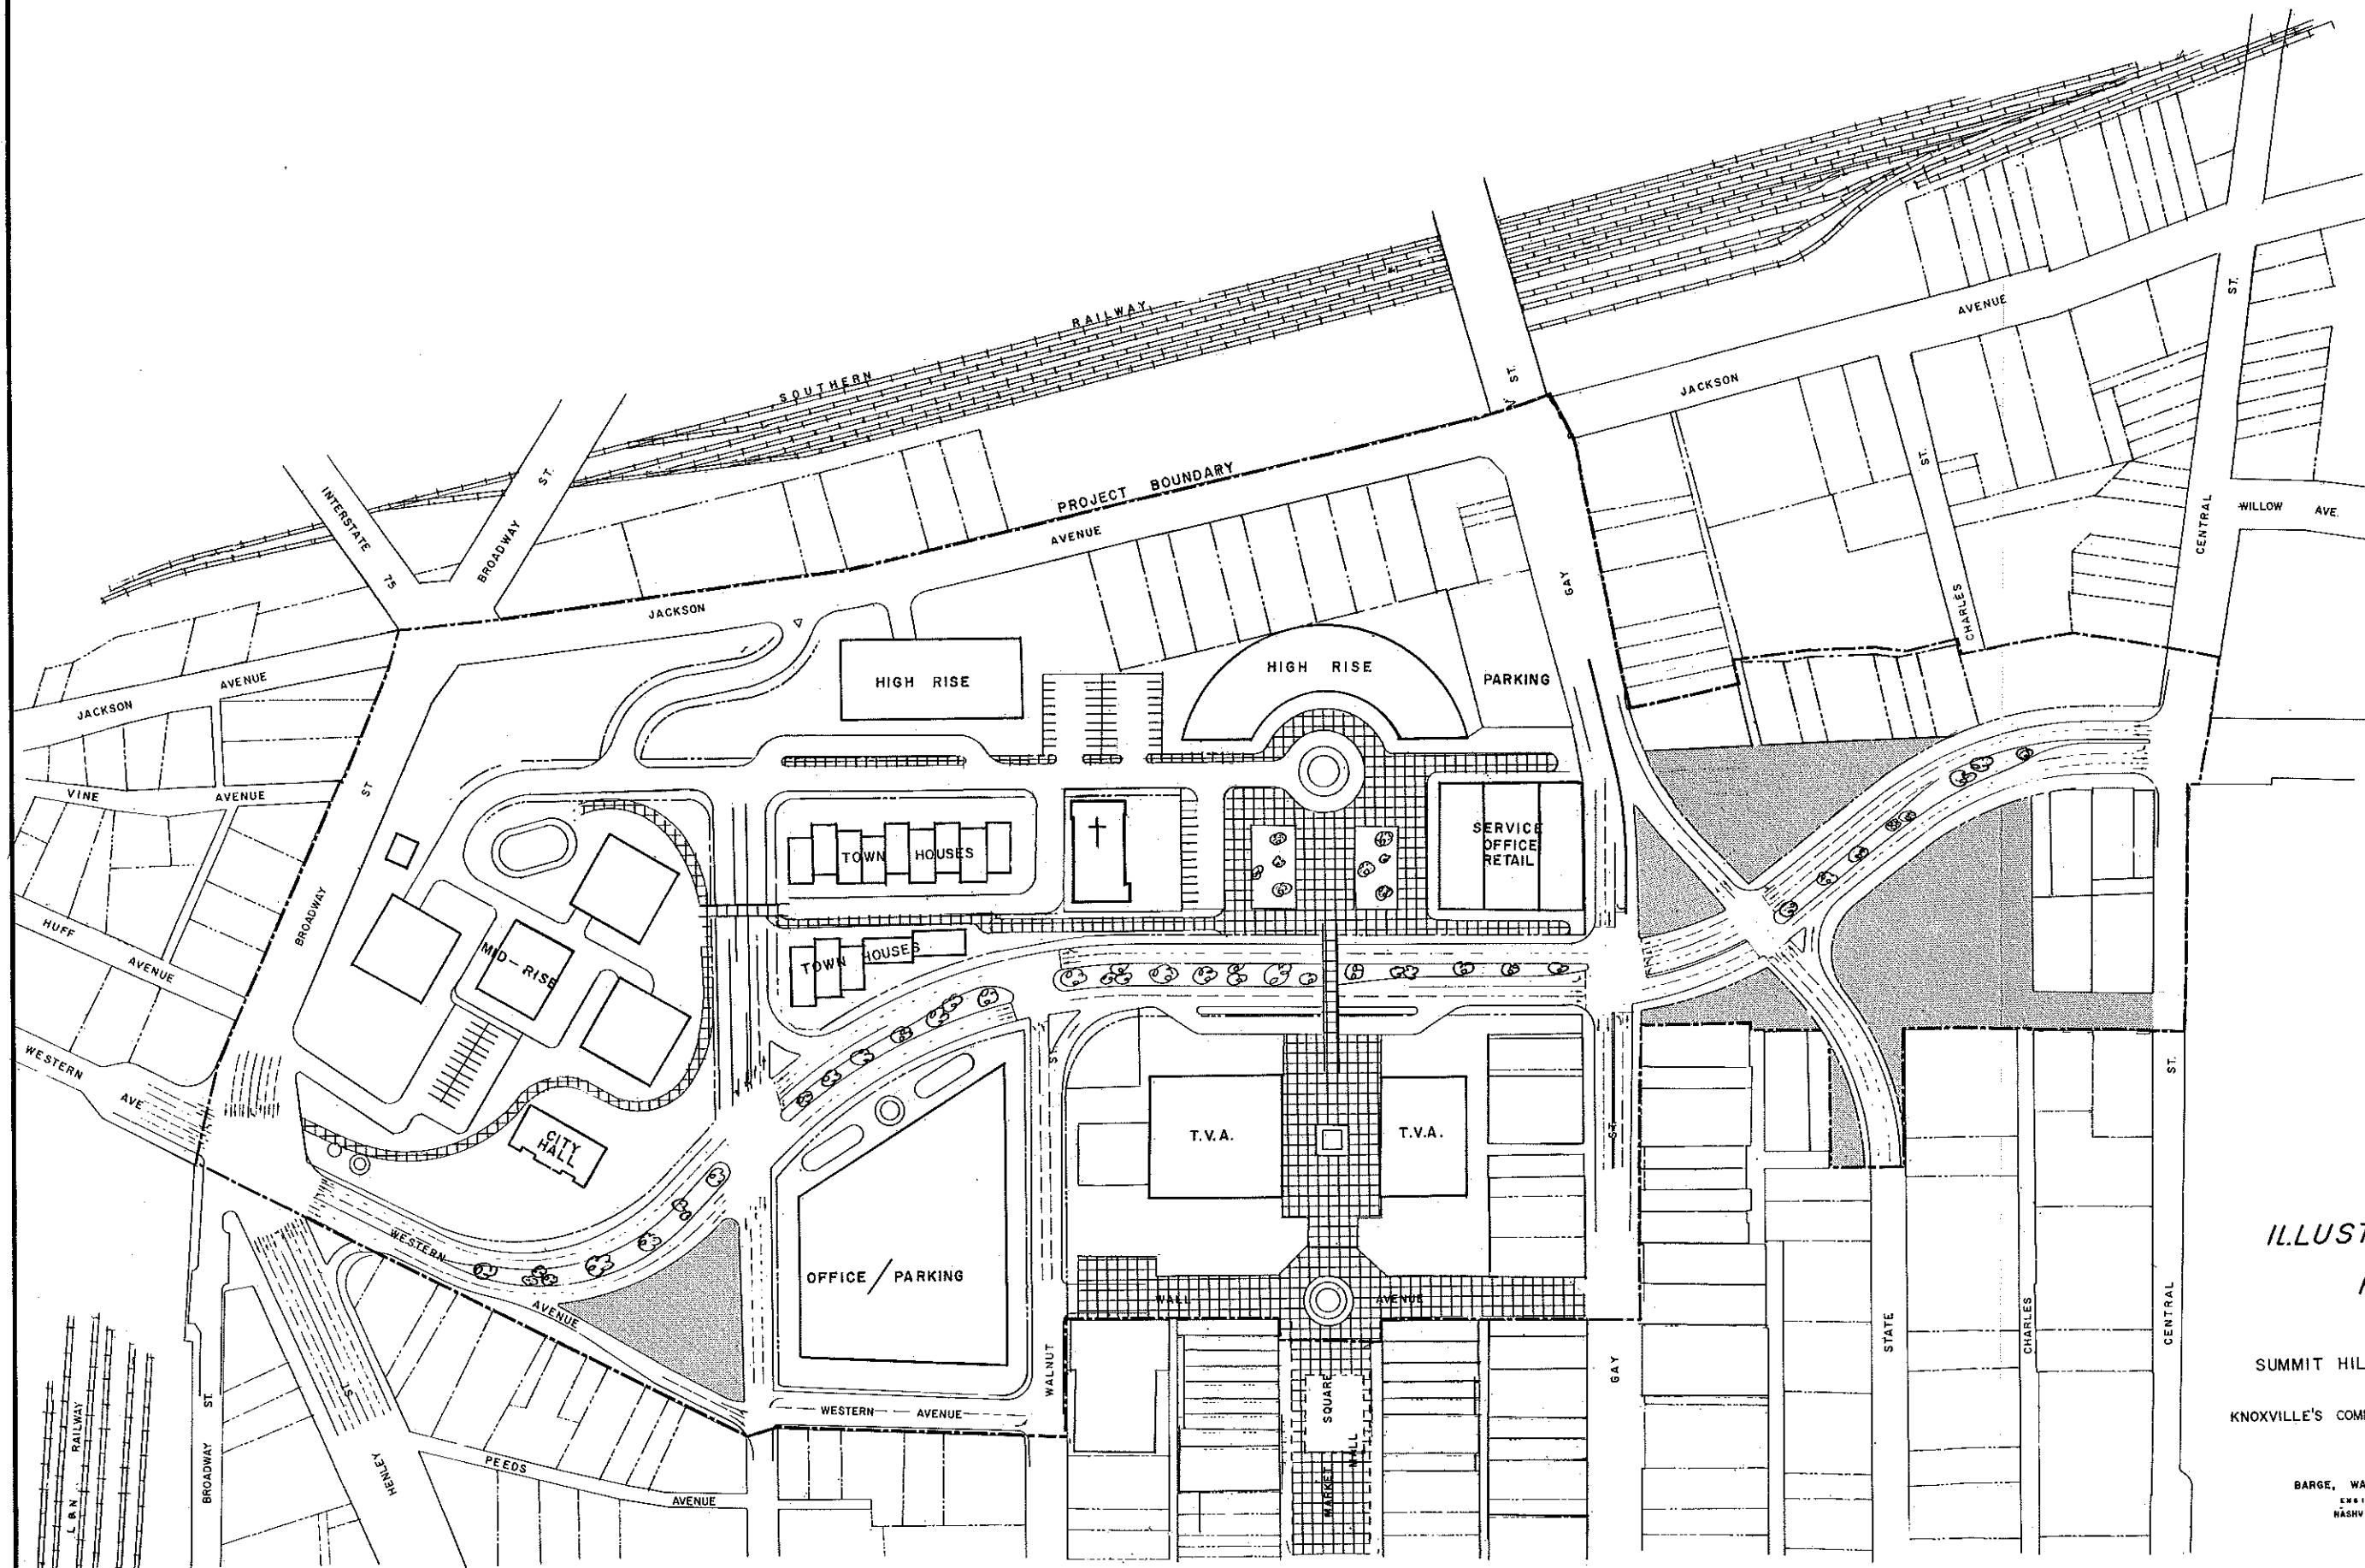 SOUTHERN RAILWAY
INTERSTATE 75
BROADWAY ST.
PROJECT BOUNDARY
JACKSON AVENUE
JACKSON AVENUE
JACKSON AVENUE
ST.
GAY
CHARLES ST.
CENTRAL ST.
WILLOW AVE.
VINE AVENUE
HUFF AVENUE
WESTERN AVE
BROADWAY ST
HIGH RISE
HIGH RISE
PARKING
TOWN HOUSES
TOWN HOUSES
SERVICE
OFFICE
RETAIL
MID-RISE
CITY
HALL
T.V.A.
T.V.A.
OFFICE / PARKING
WESTERN AVENUE
WESTERN AVENUE
WALNUT ST.
WALL AVENUE
MARKET SQUARE
MALL
GAY ST.
STATE
CHARLES
CENTRAL ST.
L & N RAILWAY
BROADWAY ST.
HENLEY ST.
PEEDS AVENUE
SUMMIT
KNOXVILLE'S
BARGE,